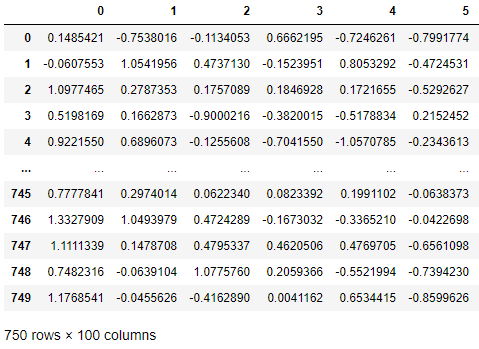 0 1 2 3 4 5
0 0.1485421 -0.7538016 -0.1134053 0.6662195 -0.7246261 -0.7991774
1 -0.0607553 1.0541956 0.4737130 -0.1523951 0.8053292 -0.4724531
2 1.0977465 0.2787353 0.1757089 0.1846928 0.1721655 -0.5292627
3 0.5198169 0.1662873 -0.9000216 -0.3820015 -0.5178834 0.2152452
4 0.9221550 0.6896073 -0.1255608 -0.7041550 -1.0570785 -0.2343613
... ... ... ... ... ... ...
745 0.7777841 0.2974014 0.0622340 0.0823392 0.1991102 -0.0638373
746 1.3327909 1.0493979 0.4724289 -0.1673032 -0.3365210 -0.0422698
747 1.1111339 0.1478708 0.4795337 0.4620506 0.4769705 -0.6561098
748 0.7482316 -0.0639104 1.0775760 0.2059366 -0.5521994 -0.7394230
749 1.1768541 -0.0455626 -0.4162890 0.0041162 0.6534415 -0.8599626
750 rows × 100 columns